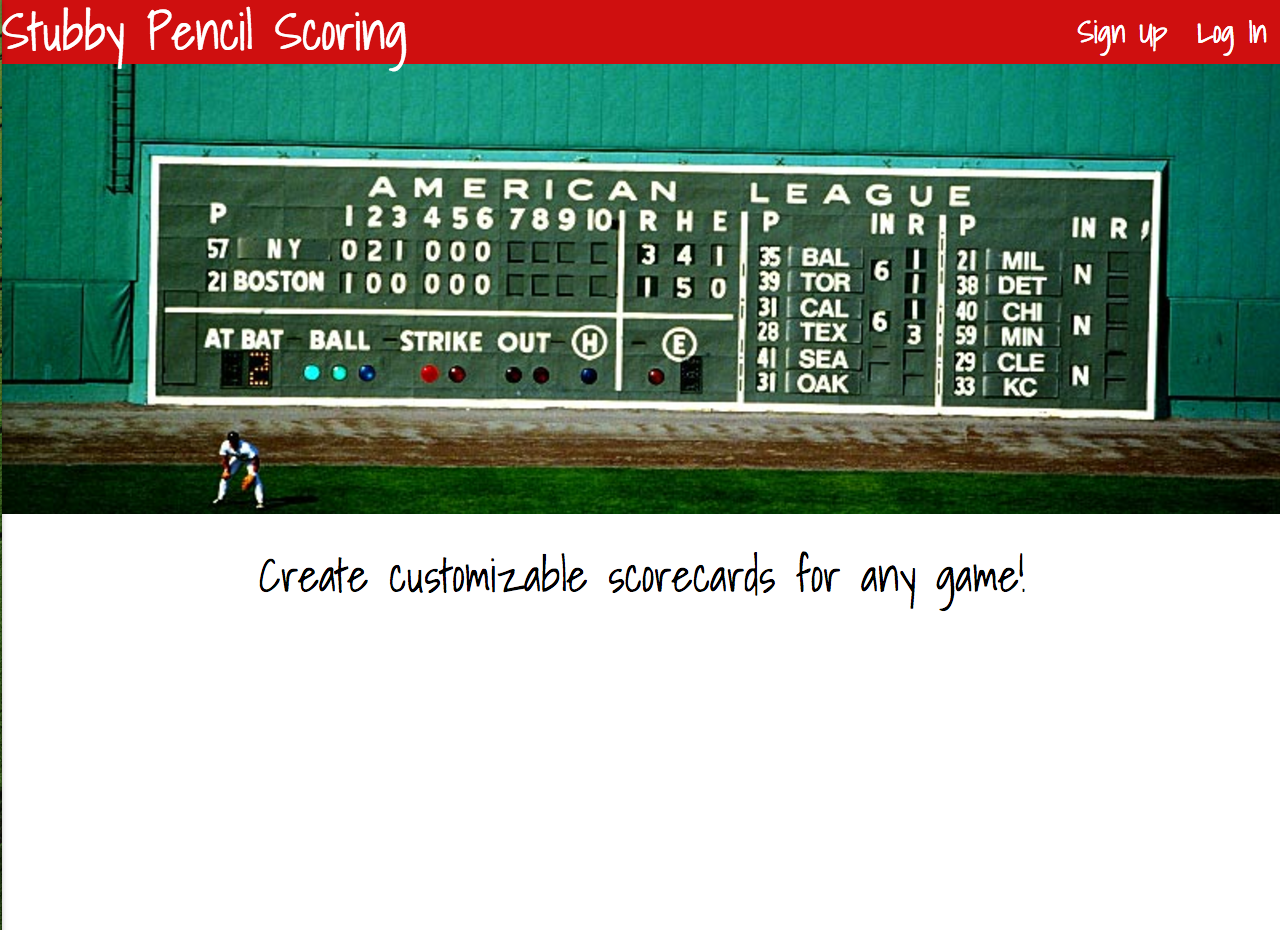 Stubby Pencil Scoring Sign Up Log In
AMERICAN LEAGUE
P 1 2 3 4 5 6 7 8 9 10 R H E P IN R P IN R
57 NY 0 2 1 0 0 0 3 4 1
21 BOSTON 1 0 0 0 0 0 1 5 0
35 BAL 6 1 21 MIL N
39 TOR 1 38 DET
31 CAL 6 1 40 CHI N
28 TEX 3 59 MIN
41 SEA 29 CLE N
31 OAK 33 KC
AT BAT - BALL - STRIKE OUT - H - E
2
Create customizable scorecards for any game!